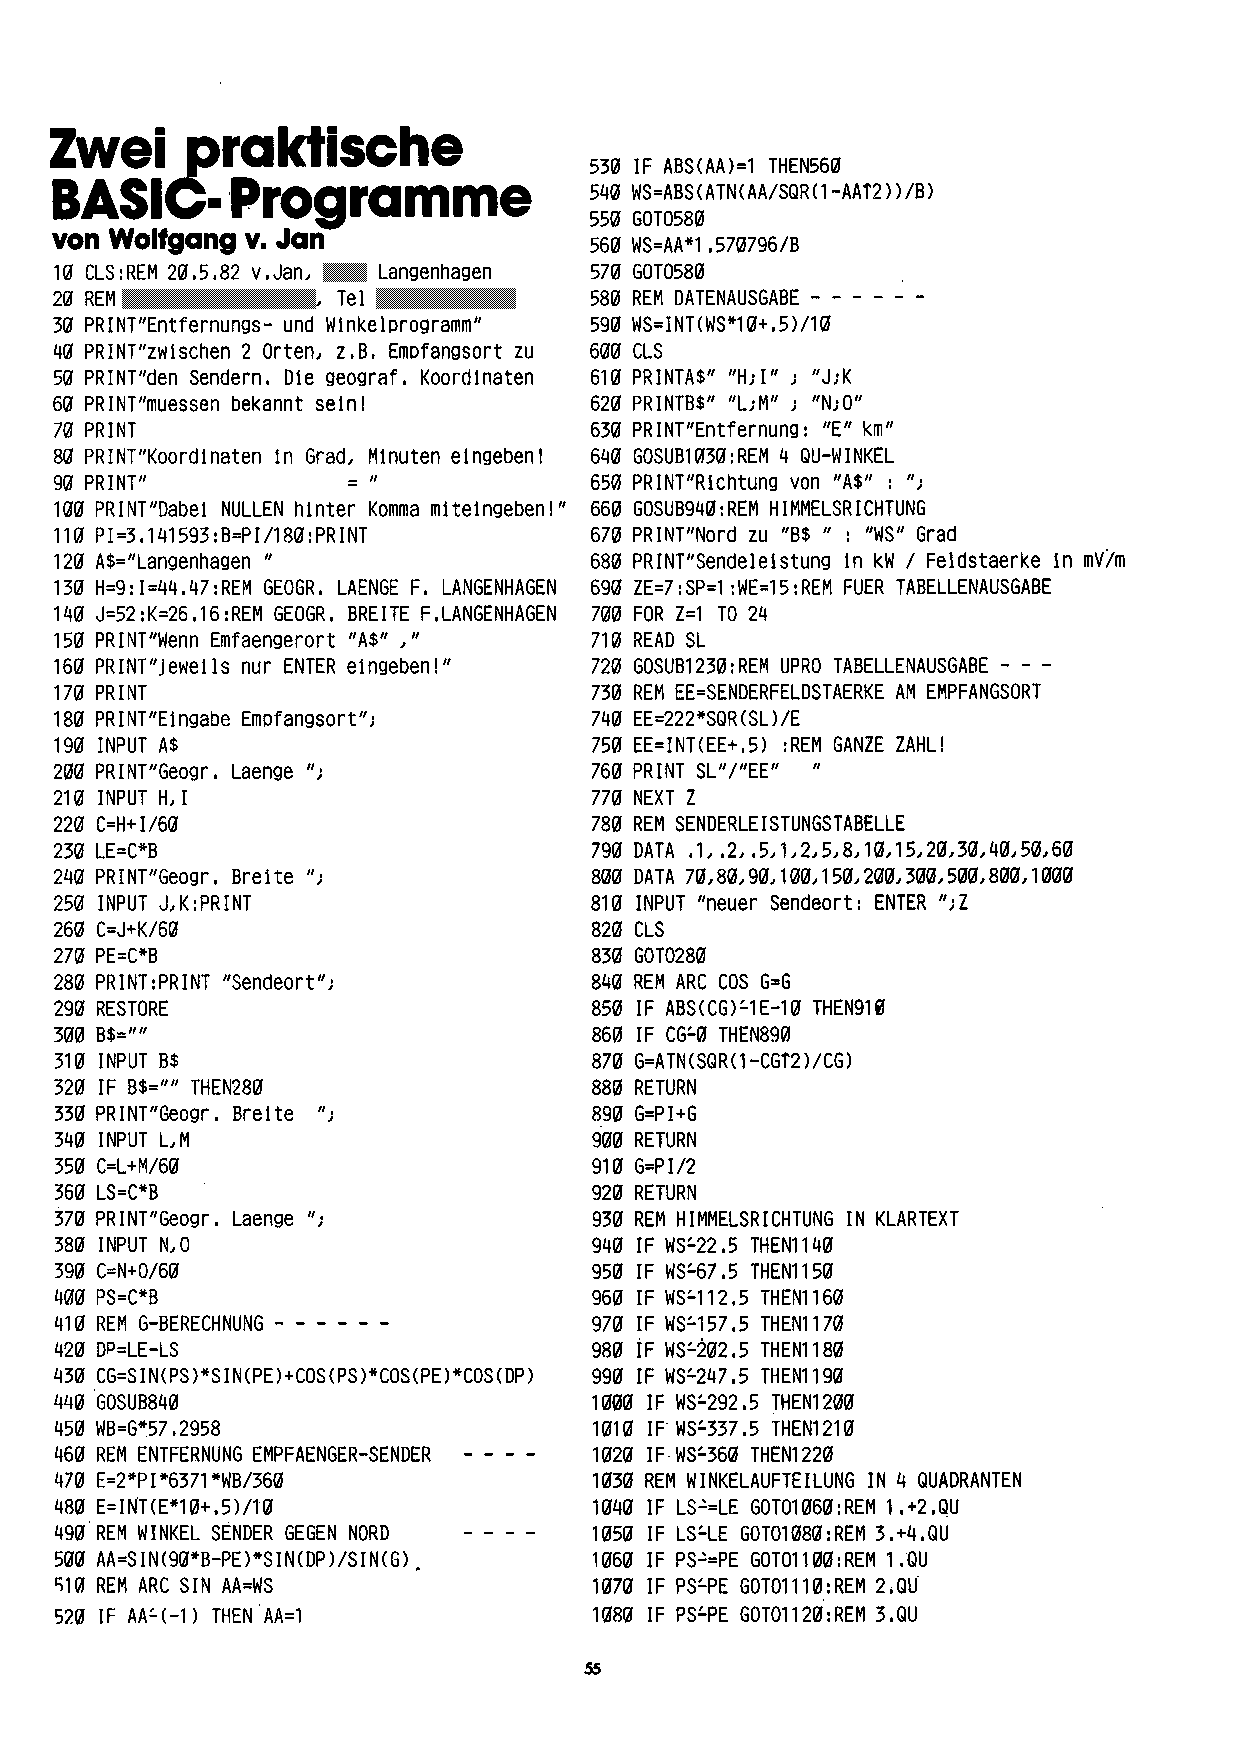 Zwei praktische
BASIC-Programme
von Wolfgang v. Jan
10 CLS:REM 20.5.82 v.Jan, Langenhagen
20 REM , Tel
30 PRINT"Entfernungs- und Winkelprogramm"
40 PRINT"zwischen 2 Orten, z.B. Empfangsort zu
50 PRINT"den Sendern. Die geograf. Koordinaten
60 PRINT"muessen bekannt sein!
70 PRINT
80 PRINT"Koordinaten in Grad, Minuten eingeben!
90 PRINT" = "
100 PRINT"Dabei NULLEN hinter Komma miteingeben!"
110 PI=3.141593:B=PI/180:PRINT
120 A$="Langenhagen "
130 H=9:I=44.47:REM GEOGR. LAENGE F. LANGENHAGEN
140 J=52:K=26.16:REM GEOGR. BREITE F.LANGENHAGEN
150 PRINT"Wenn Emfaengerort "A$" ,"
160 PRINT"jeweils nur ENTER eingeben!"
170 PRINT
180 PRINT"Eingabe Empfangsort";
190 INPUT A$
200 PRINT"Geogr. Laenge ";
210 INPUT H,I
220 C=H+I/60
230 LE=C*B
240 PRINT"Geogr. Breite ";
250 INPUT J,K:PRINT
260 C=J+K/60
270 PE=C*B
280 PRINT:PRINT "Sendeort";
290 RESTORE
300 B$=""
310 INPUT B$
320 IF B$="" THEN280
330 PRINT"Geogr. Breite ";
340 INPUT L,M
350 C=L+M/60
360 LS=C*B
370 PRINT"Geogr. Laenge ";
380 INPUT N,O
390 C=N+O/60
400 PS=C*B
410 REM G-BERECHNUNG - - - - - -
420 DP=LE-LS
430 CG=SIN(PS)*SIN(PE)+COS(PS)*COS(PE)*COS(DP)
440 GOSUB840
450 WB=G*57.2958
460 REM ENTFERNUNG EMPFAENGER-SENDER - - - -
470 E=2*PI*6371*WB/360
480 E=INT(E*10+.5)/10
490 REM WINKEL SENDER GEGEN NORD - - - -
500 AA=SIN(90*B-PE)*SIN(DP)/SIN(G)
510 REM ARC SIN AA=WS
520 IF AA≟(-1) THEN AA=1
530 IF ABS(AA)=1 THEN560
540 WS=ABS(ATN(AA/SQR(1-AA↑2))/B)
550 GOTO580
560 WS=AA*1.570796/B
570 GOTO580
580 REM DATENAUSGABE - - - - - -
590 WS=INT(WS*10+.5)/10
600 CLS
610 PRINTA$" "H;I" ; "J;K
620 PRINTB$" "L;M" ; "N;O"
630 PRINT"Entfernung: "E" km"
640 GOSUB1030:REM 4 QU-WINKEL
650 PRINT"Richtung von "A$" : ";
660 GOSUB940:REM HIMMELSRICHTUNG
670 PRINT"Nord zu "B$ " : "WS" Grad
680 PRINT"Sendeleistung in kW / Feldstaerke in mV/m
690 ZE=7:SP=1:WE=15:REM FUER TABELLENAUSGABE
700 FOR Z=1 TO 24
710 READ SL
720 GOSUB1230:REM UPRO TABELLENAUSGABE - - -
730 REM EE=SENDERFELDSTAERKE AM EMPFANGSORT
740 EE=222*SQR(SL)/E
750 EE=INT(EE+.5) :REM GANZE ZAHL!
760 PRINT SL"/"EE" "
770 NEXT Z
780 REM SENDERLEISTUNGSTABELLE
790 DATA .1,.2,.5,1,2,5,8,10,15,20,30,40,50,60
800 DATA 70,80,90,100,150,200,300,500,800,1000
810 INPUT "neuer Sendeort: ENTER ";Z
820 CLS
830 GOTO280
840 REM ARC COS G=G
850 IF ABS(CG)≟1E-10 THEN910
860 IF CG≟0 THEN890
870 G=ATN(SQR(1-CG↑2)/CG)
880 RETURN
890 G=PI+G
900 RETURN
910 G=PI/2
920 RETURN
930 REM HIMMELSRICHTUNG IN KLARTEXT
940 IF WS≟22.5 THEN1140
950 IF WS≟67.5 THEN1150
960 IF WS≟112.5 THEN1160
970 IF WS≟157.5 THEN1170
980 IF WS≟202.5 THEN1180
990 IF WS≟247.5 THEN1190
1000 IF WS≟292.5 THEN1200
1010 IF WS≟337.5 THEN1210
1020 IF WS≟360 THEN1220
1030 REM WINKELAUFTEILUNG IN 4 QUADRANTEN
1040 IF LS≟=LE GOTO1060:REM 1.+2.QU
1050 IF LS≟LE GOTO1080:REM 3.+4.QU
1060 IF PS≟=PE GOTO1100:REM 1.QU
1070 IF PS≟PE GOTO1110:REM 2.QU
1080 IF PS≟PE GOTO1120:REM 3.QU
55